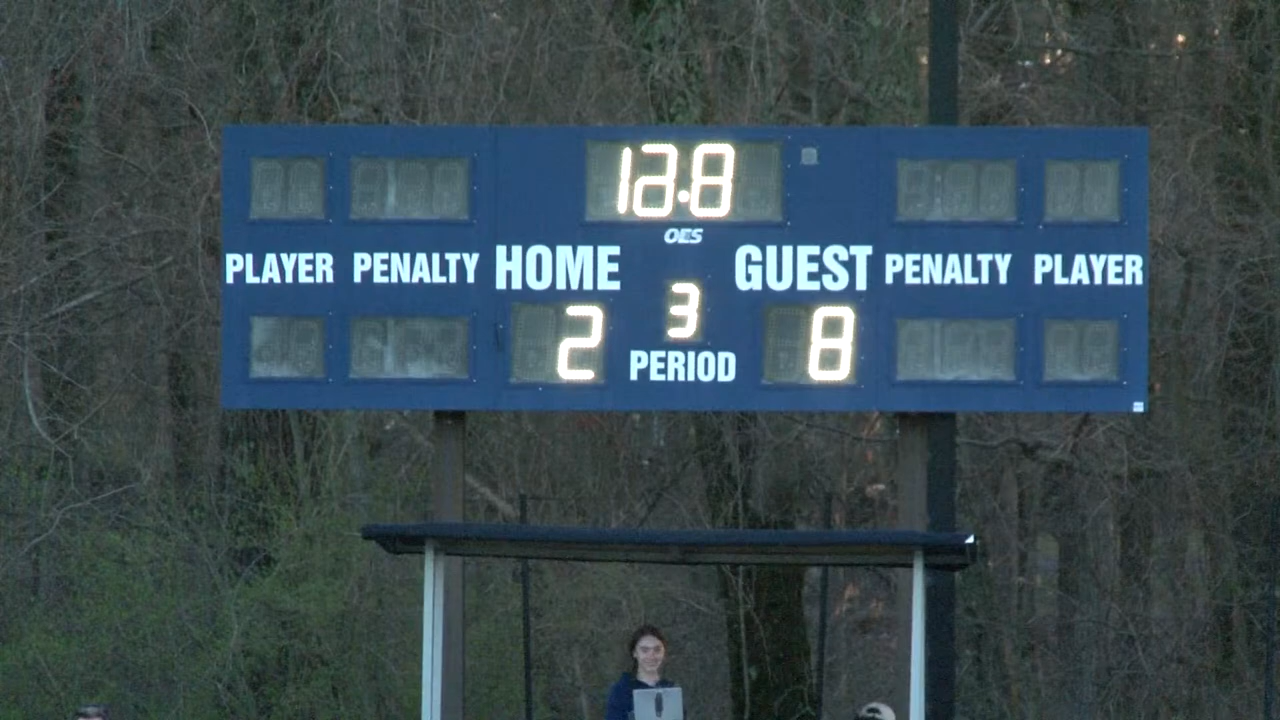 12.8
OES
PLAYER PENALTY HOME GUEST PENALTY PLAYER
2 3 8
PERIOD